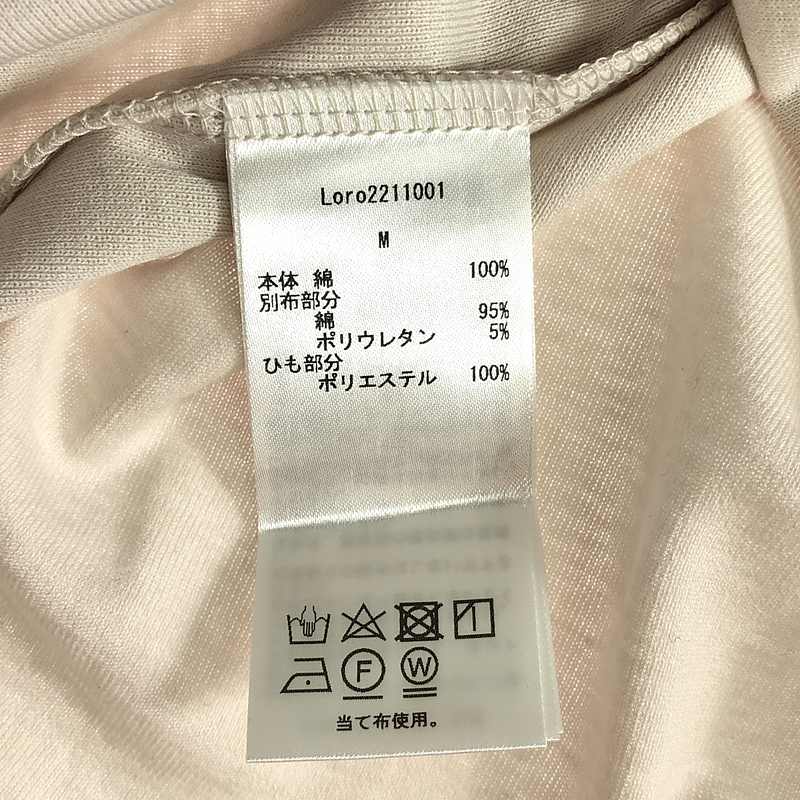 Loro2211001
M
本体 綿 100%
別布部分
綿 95%
ポリウレタン 5%
ひも部分
ポリエステル 100%
F W
当て布使用。